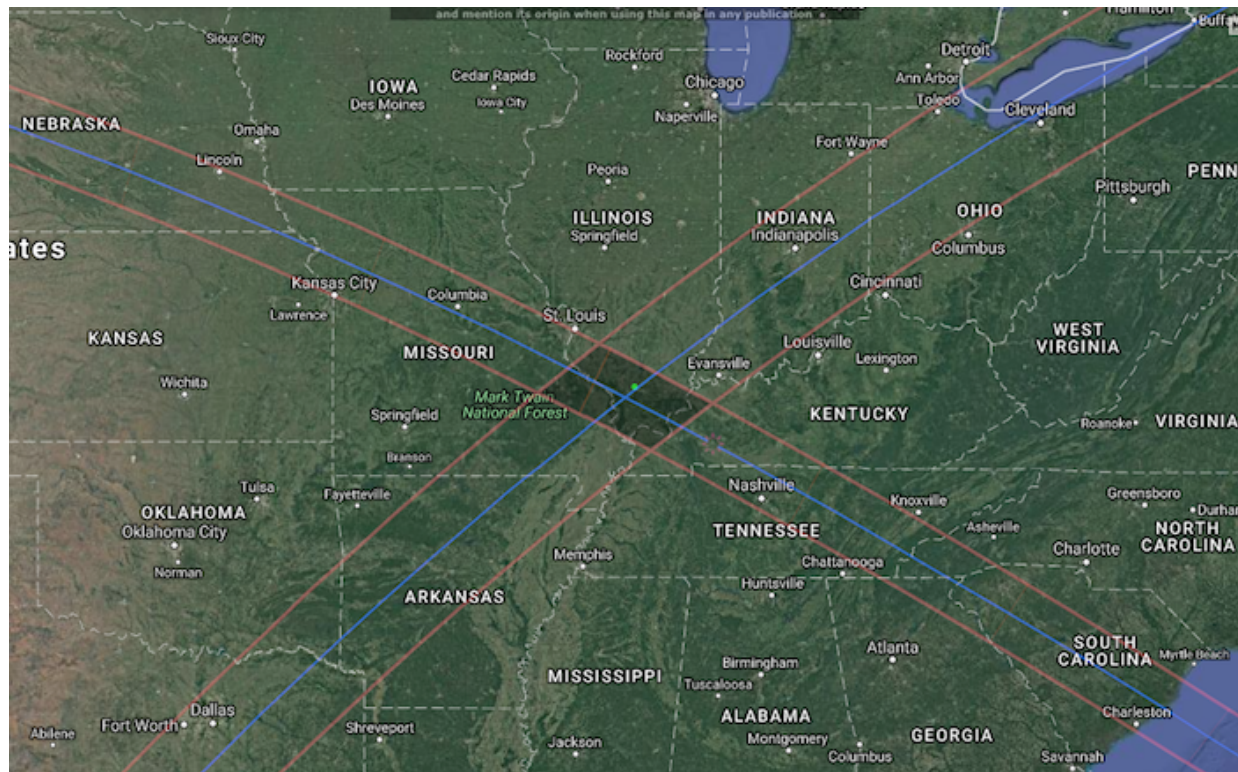 and mention its origin when using this map in any publication
Hamilton
Buffa
Sioux City
Rockford
Detroit
IOWA
Des Moines
Cedar Rapids
Iowa City
Chicago
Naperville
Ann Arbor
Toledo
Cleveland
NEBRASKA
Omaha
Lincoln
Fort Wayne
Peoria
PENN
Pittsburgh
ILLINOIS
Springfield
INDIANA
Indianapolis
OHIO
Columbus
ates
Kansas City
Lawrence
Columbia
St. Louis
Cincinnati
KANSAS
MISSOURI
Louisville
Lexington
WEST
VIRGINIA
Evansville
Wichita
Mark Twain
National Forest
Springfield
KENTUCKY
Roanoke
VIRGINIA
Branson
Tulsa
Fayetteville
Nashville
Knoxville
Greensboro
Durhar
OKLAHOMA
Oklahoma City
Norman
TENNESSEE
Asheville
NORTH
CAROLINA
Memphis
Chattanooga
Charlotte
Huntsville
ARKANSAS
Atlanta
SOUTH
CAROLINA
Myrtle Beach
MISSISSIPPI
Birmingham
Tuscaloosa
Abilene
Fort Worth
Dallas
Shreveport
Jackson
ALABAMA
Montgomery
Columbus
GEORGIA
Charleston
Savannah